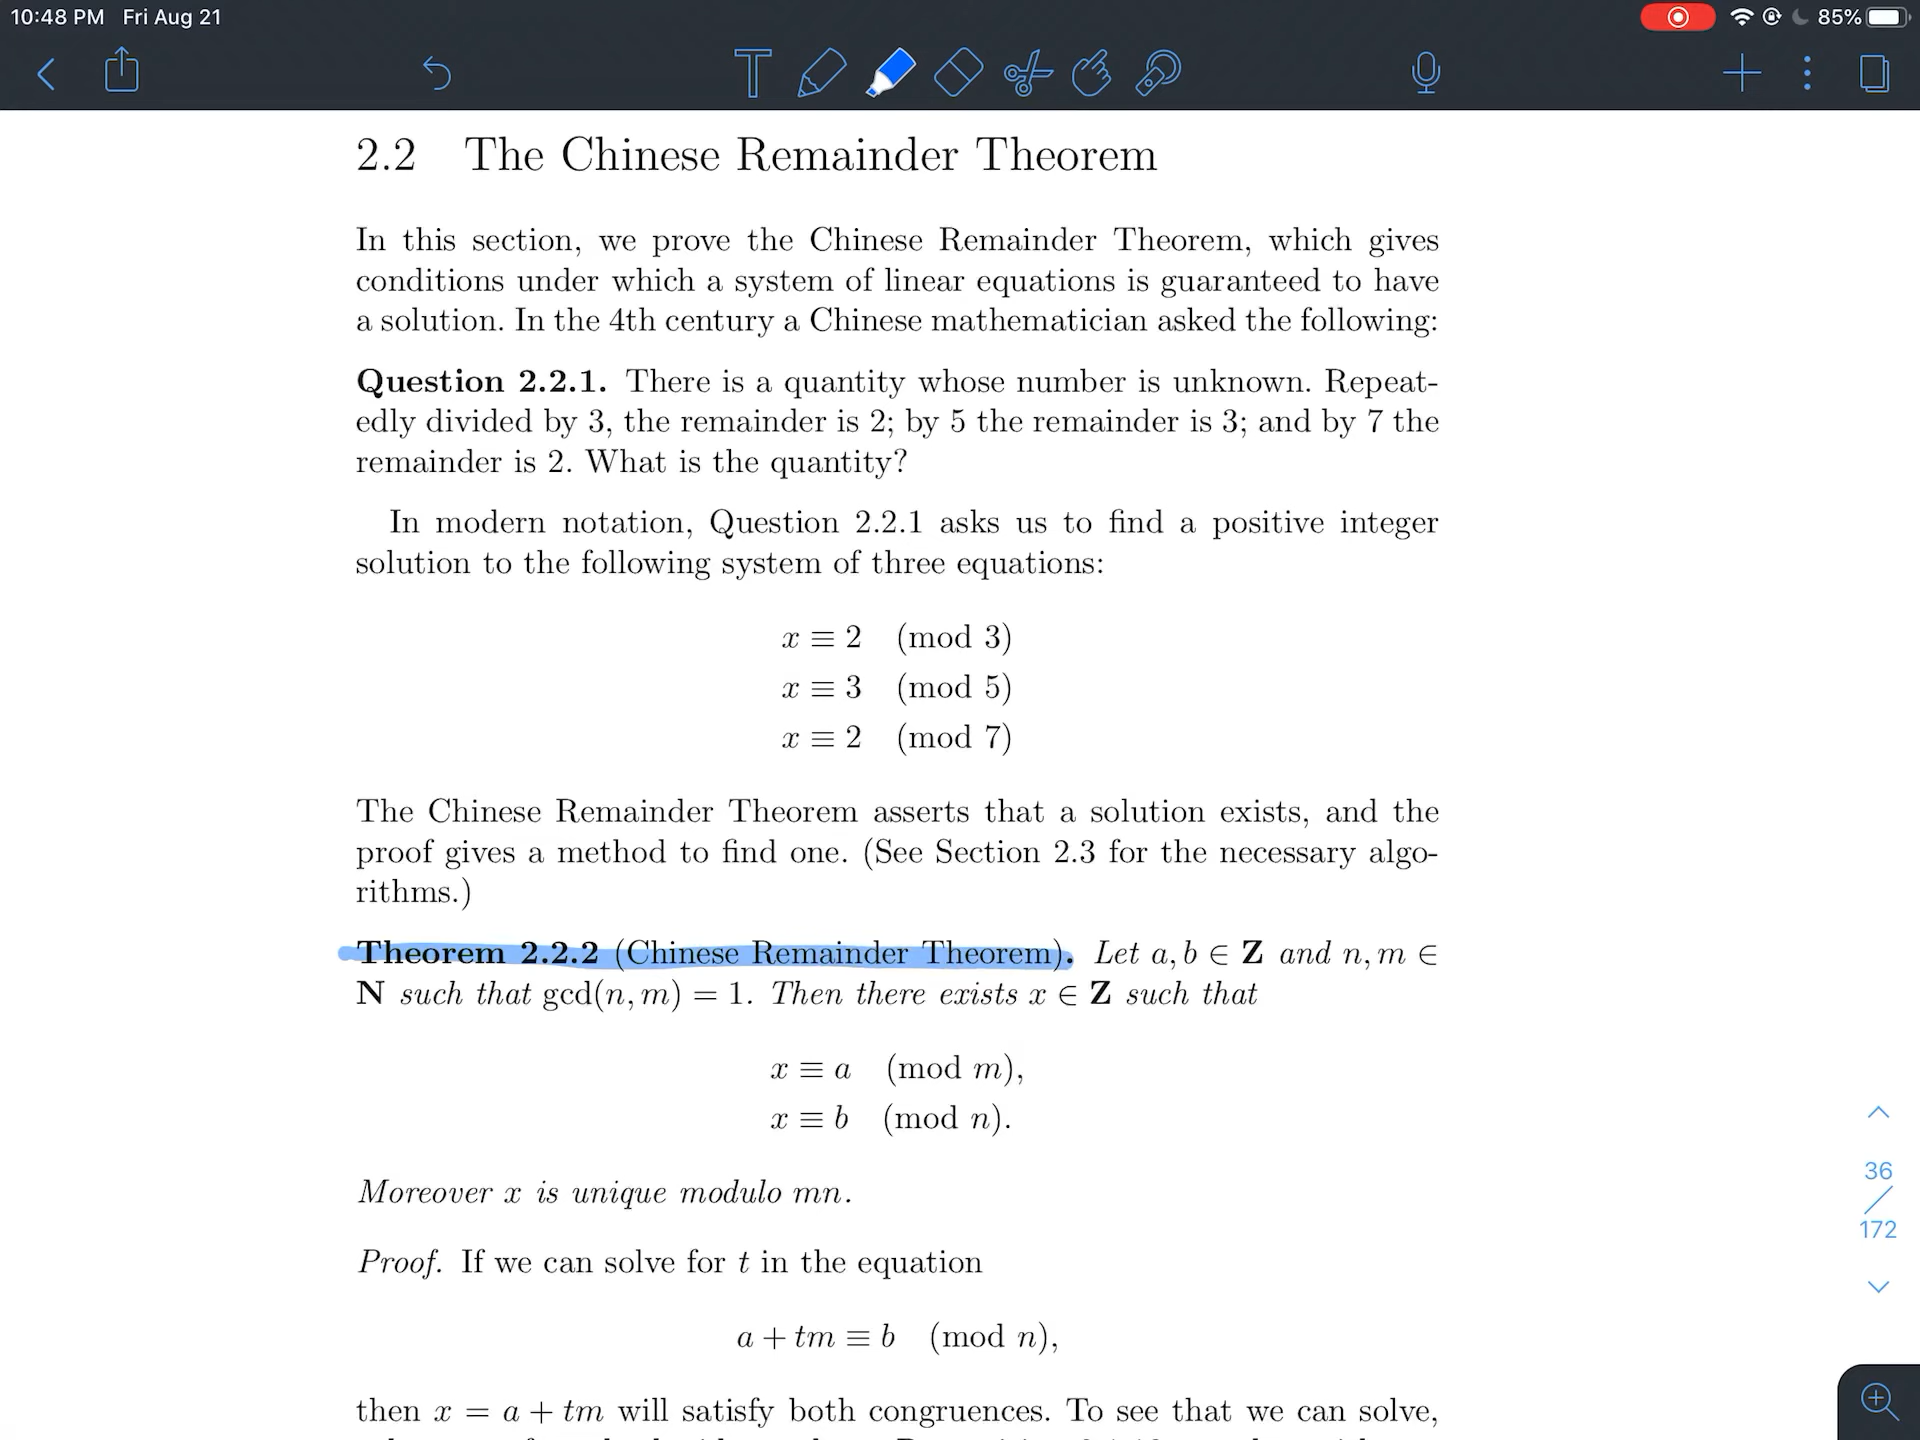 10:48 PM Fri Aug 21
85%
2.2 The Chinese Remainder Theorem
In this section, we prove the Chinese Remainder Theorem, which gives
conditions under which a system of linear equations is guaranteed to have
a solution. In the 4th century a Chinese mathematician asked the following:
Question 2.2.1. There is a quantity whose number is unknown. Repeat-
edly divided by 3, the remainder is 2; by 5 the remainder is 3; and by 7 the
remainder is 2. What is the quantity?
In modern notation, Question 2.2.1 asks us to find a positive integer
solution to the following system of three equations:
x ≡ 2 (mod 3)
x ≡ 3 (mod 5)
x ≡ 2 (mod 7)
The Chinese Remainder Theorem asserts that a solution exists, and the
proof gives a method to find one. (See Section 2.3 for the necessary algo-
rithms.)
Theorem 2.2.2 (Chinese Remainder Theorem). Let a, b ∈ Z and n, m ∈
N such that gcd(n, m) = 1. Then there exists x ∈ Z such that
x ≡ a (mod m),
x ≡ b (mod n).
Moreover x is unique modulo mn.
Proof. If we can solve for t in the equation
a + tm ≡ b (mod n),
then x = a + tm will satisfy both congruences. To see that we can solve,
36
/
172